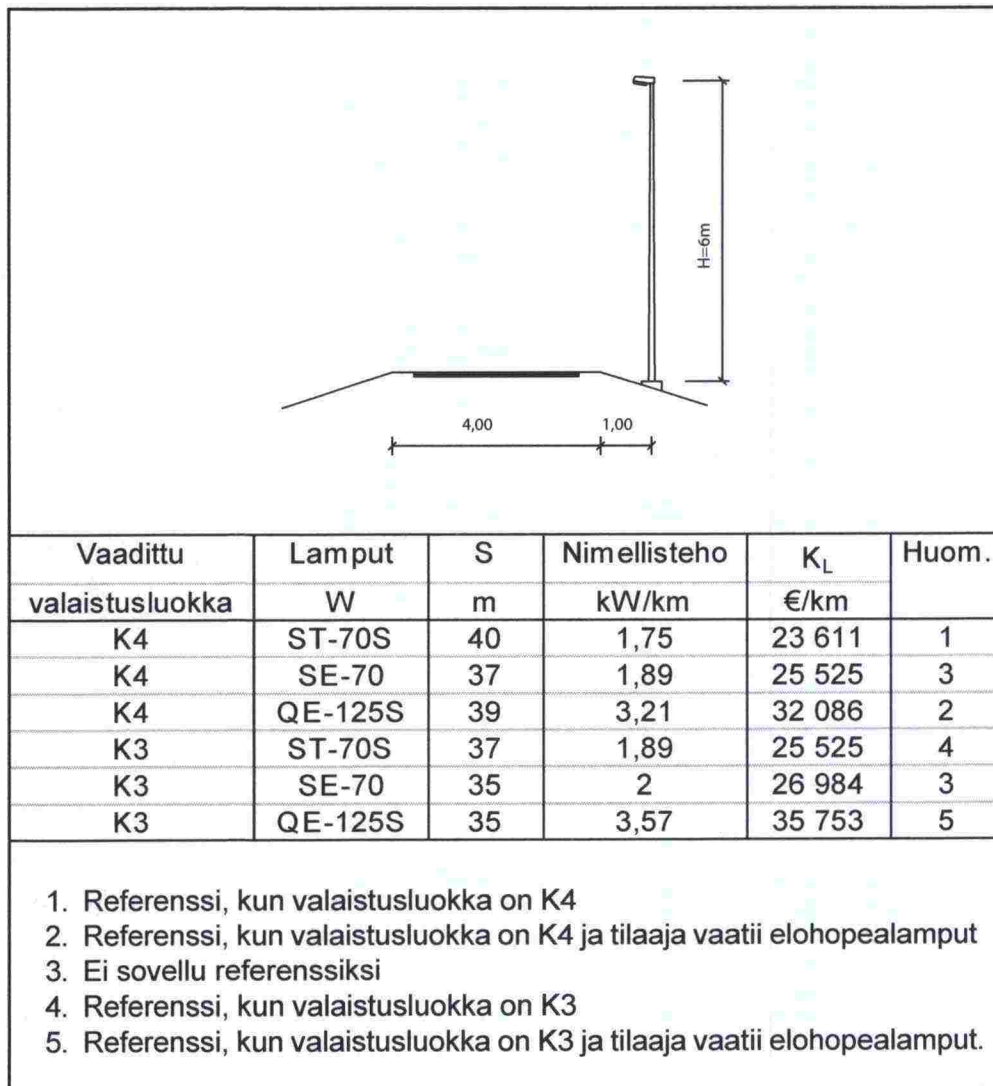 H=6m
4,00 1,00
Vaadittu Lamput S Nimellisteho KL Huom.
valaistusluokka W m kW/km €/km
K4 ST-70S 40 1,75 23 611 1
K4 SE-70 37 1,89 25 525 3
K4 QE-125S 39 3,21 32 086 2
K3 ST-70S 37 1,89 25 525 4
K3 SE-70 35 2 26 984 3
K3 QE-125S 35 3,57 35 753 5
1. Referenssi, kun valaistusluokka on K4
2. Referenssi, kun valaistusluokka on K4 ja tilaaja vaatii elohopealamput
3. Ei sovellu referenssiksi
4. Referenssi, kun valaistusluokka on K3
5. Referenssi, kun valaistusluokka on K3 ja tilaaja vaatii elohopealamput.